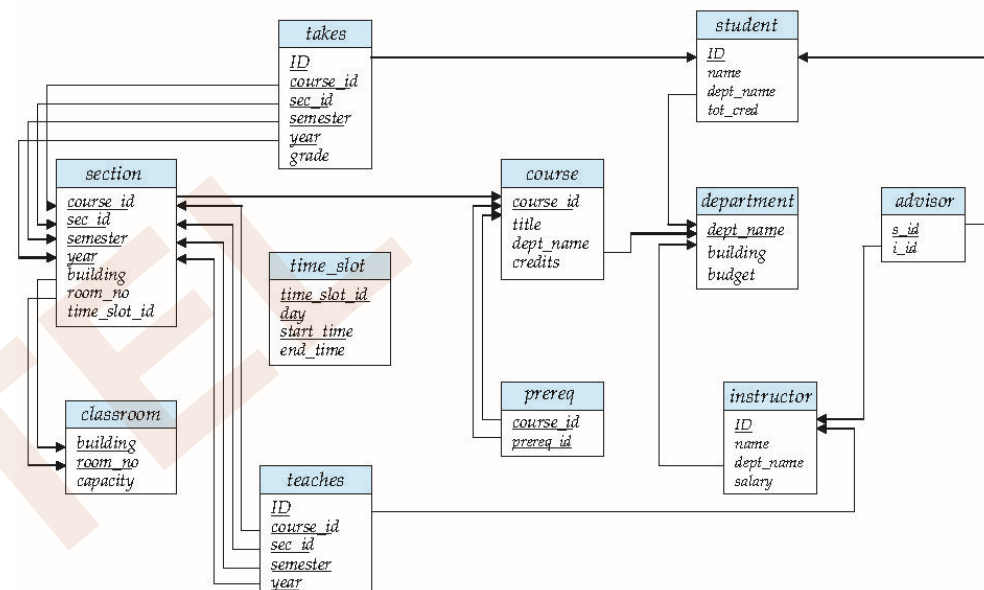 takes
ID
course_id
sec_id
semester
year
grade
student
ID
name
dept_name
tot_cred
section
course_id
sec_id
semester
year
building
room_no
time_slot_id
course
course_id
title
dept_name
credits
department
dept_name
building
budget
advisor
s_id
i_id
time_slot
time_slot_id
day
start_time
end_time
prereq
course_id
prereq_id
instructor
ID
name
dept_name
salary
classroom
building
room_no
capacity
teaches
ID
course_id
sec_id
semester
year